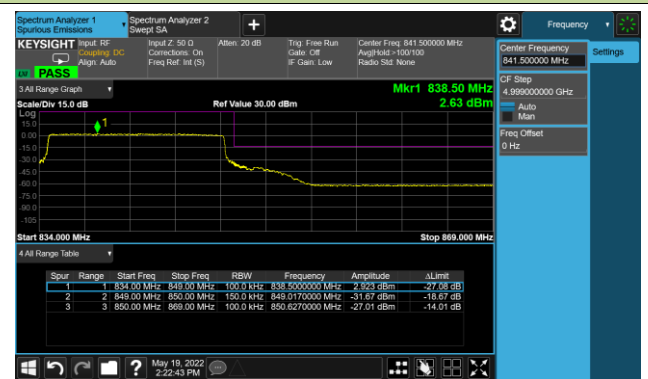 Spectrum Analyzer 1
Spurious Emissions
Spectrum Analyzer 2
Swept SA
Frequency
KEYSIGHT
Input: RF
Coupling: DC
Align: Auto
Input Z: 50 Ω
Corrections: On
Freq Ref: Int (S)
Atten: 20 dB
Trig: Free Run
Gate: Off
IF Gain: Low
Center Freq: 841.500000 MHz
Avg|Hold:>100/100
Radio Std: None
PASS
Center Frequency
841.500000 MHz
Settings
CF Step
4.999000000 GHz
Auto
Man
Freq Offset
0 Hz
3 All Range Graph
Mkr1 838.50 MHz
Scale/Div 15.0 dB
Ref Value 30.00 dBm
2.63 dBm
Log
15.0
0.00
-15.0
-30.0
-45.0
-60.0
-75.0
-90.0
-105
1
Start 834.000 MHz
Stop 869.000 MHz
4 All Range Table
Spur Range Start Freq Stop Freq RBW Frequency Amplitude ΔLimit
1 1 834.00 MHz 849.00 MHz 100.0 kHz 838.5000000 MHz 2.923 dBm -27.08 dB
2 2 849.00 MHz 850.00 MHz 150.0 kHz 849.0170000 MHz -31.67 dBm -18.67 dB
3 3 850.00 MHz 869.00 MHz 100.0 kHz 850.6270000 MHz -27.01 dBm -14.01 dB
May 19, 2022
2:22:43 PM